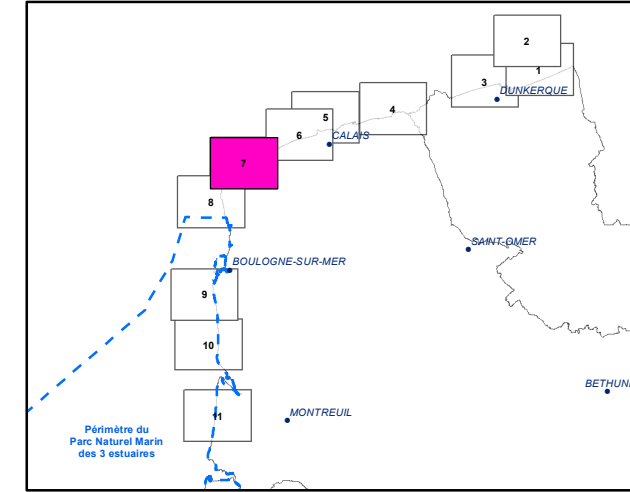 2
1
3
DUNKERQUE
4
5
6
CALAIS
7
8
SAINT-OMER
BOULOGNE-SUR-MER
9
10
BETHUN
11
MONTREUIL
Périmètre du
Parc Naturel Marin
des 3 estuaires